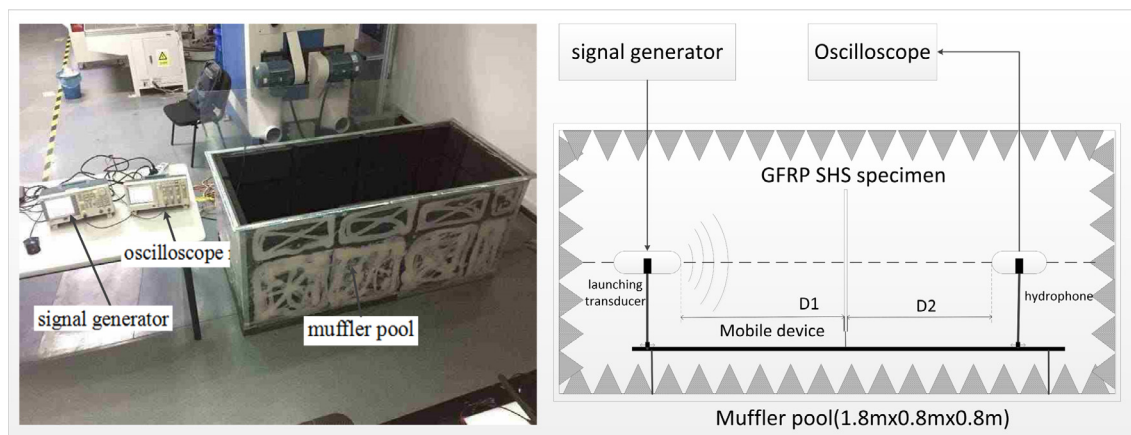 oscilloscope
signal generator
muffler pool
signal generator
Oscilloscope
GFRP SHS specimen
launching
transducer
hydrophone
D1
D2
Mobile device
Muffler pool(1.8mx0.8mx0.8m)